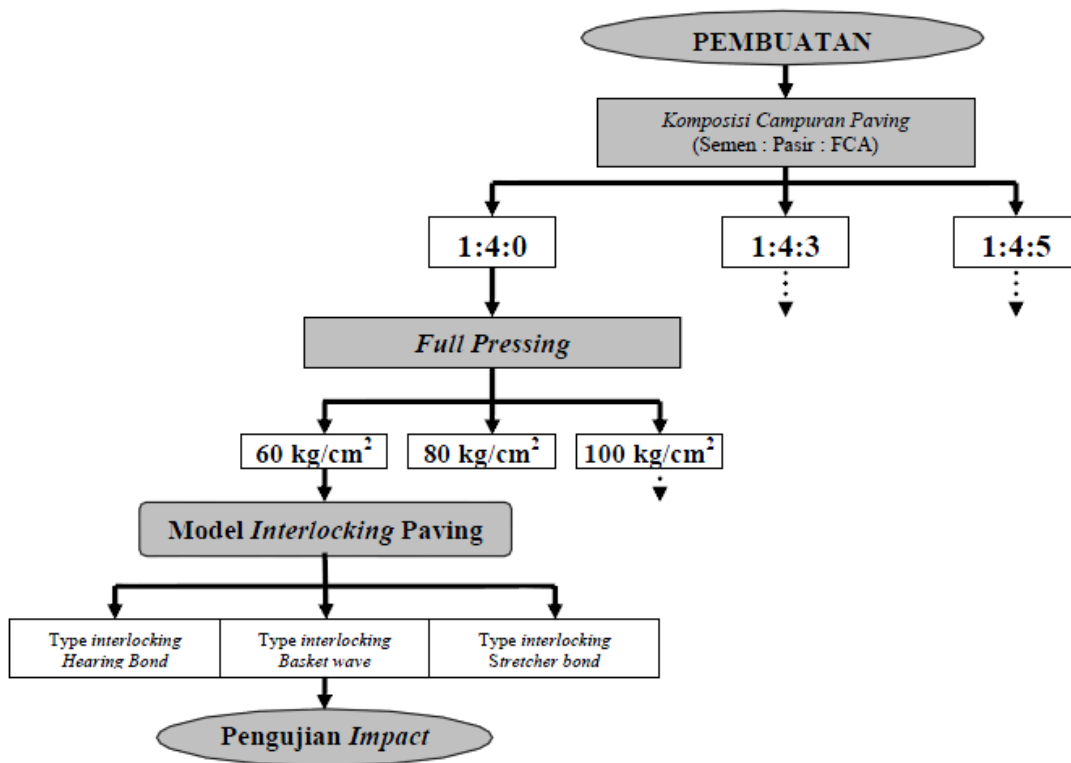 PEMBUATAN
Komposisi Campuran Paving
(Semen : Pasir : FCA)
1:4:0
1:4:3
1:4:5
Full Pressing
60 kg/cm²
80 kg/cm²
100 kg/cm²
Model Interlocking Paving
Type interlocking
Hearing Bond
Type interlocking
Basket wave
Type interlocking
Stretcher bond
Pengujian Impact